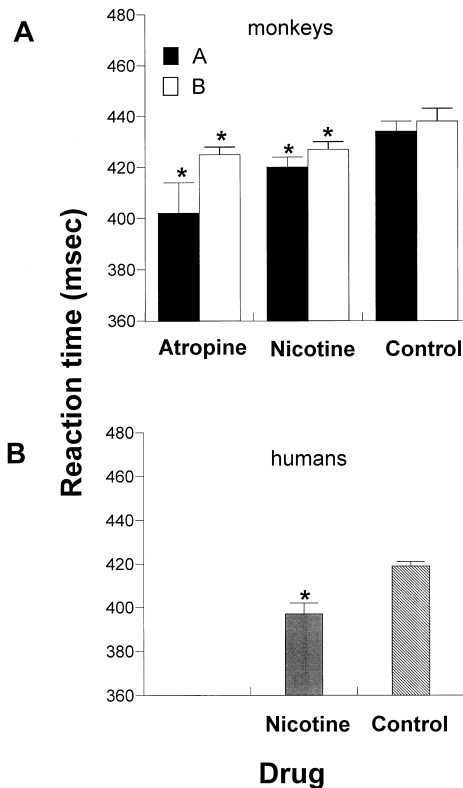 A
monkeys
A
B
480
460
440
420
400
380
360
*
*
*
*
Atropine Nicotine Control
Reaction time (msec)
B
humans
480
460
440
420
400
380
360
*
Nicotine Control
Drug